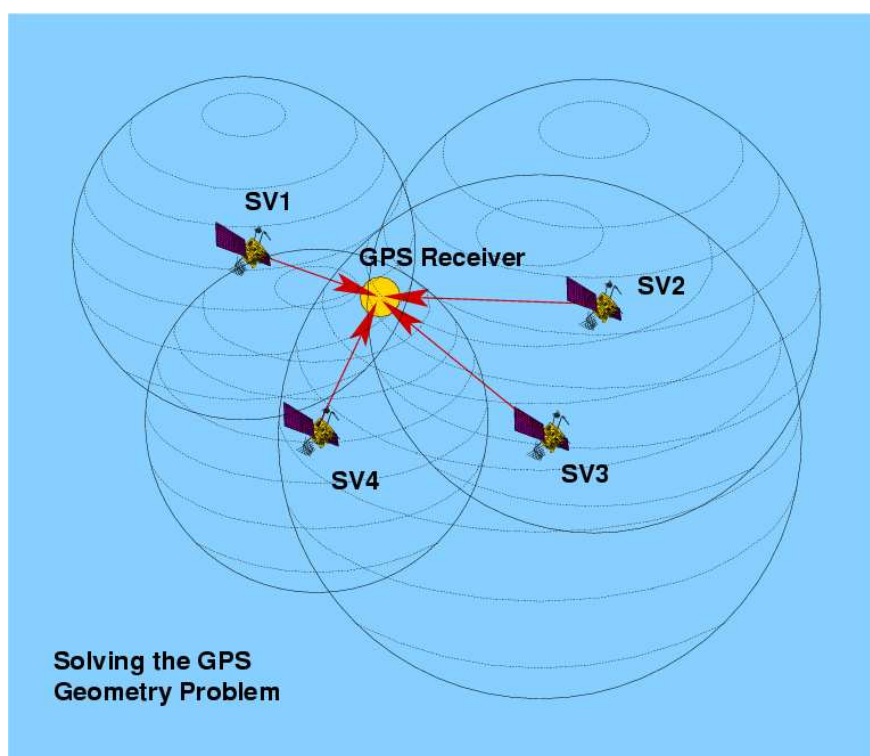 SV1
GPS Receiver
SV2
SV4
SV3
Solving the GPS
Geometry Problem